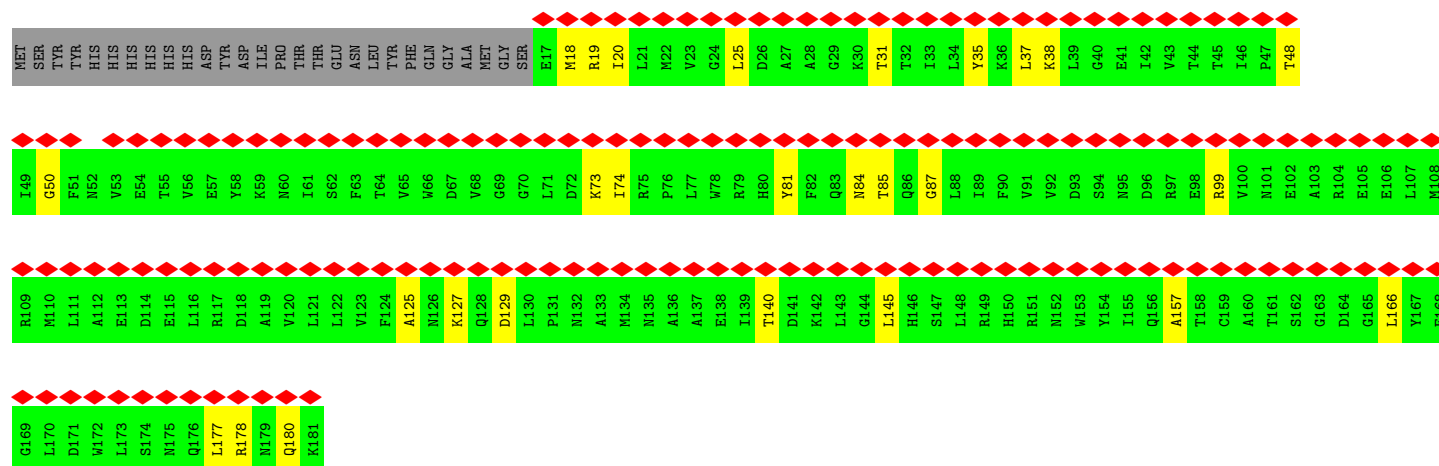 MET SER TYR TYR HIS HIS HIS HIS HIS HIS ASP TYR ASP ILE PRO THR THR GLU ASN LEU TYR PHE GLN GLY ALA MET GLY SER E17 M18 R19 I20 L21 M22 V23 G24 L25 D26 A27 A28 G29 K30 T31 T32 I33 L34 Y35 K36 L37 K38 L39 G40 E41 I42 V43 T44 T45 I46 P47 T48
I49 G50 F51 N52 V53 E54 T55 V56 E57 Y58 K59 N60 I61 S62 F63 T64 V65 W66 D67 V68 G69 G70 L71 D72 K73 I74 R75 P76 L77 W78 R79 H80 Y81 F82 Q83 N84 T85 Q86 G87 L88 I89 F90 V91 V92 D93 S94 N95 D96 R97 E98 R99 V100 N101 E102 A103 R104 E105 E106 L107 M108
R109 M110 L111 A112 E113 D114 E115 L116 R117 D118 A119 V120 L121 L122 V123 F124 A125 N126 K127 Q128 D129 L130 P131 N132 A133 M134 N135 A136 A137 E138 I139 T140 D141 K142 L143 G144 L145 H146 S147 L148 R149 H150 R151 N152 W153 Y154 I155 Q156 A157 T158 C159 A160 T161 S162 G163 D164 G165 L166 Y167
G169 L170 D171 W172 L173 S174 N175 Q176 L177 R178 N179 Q180 K181